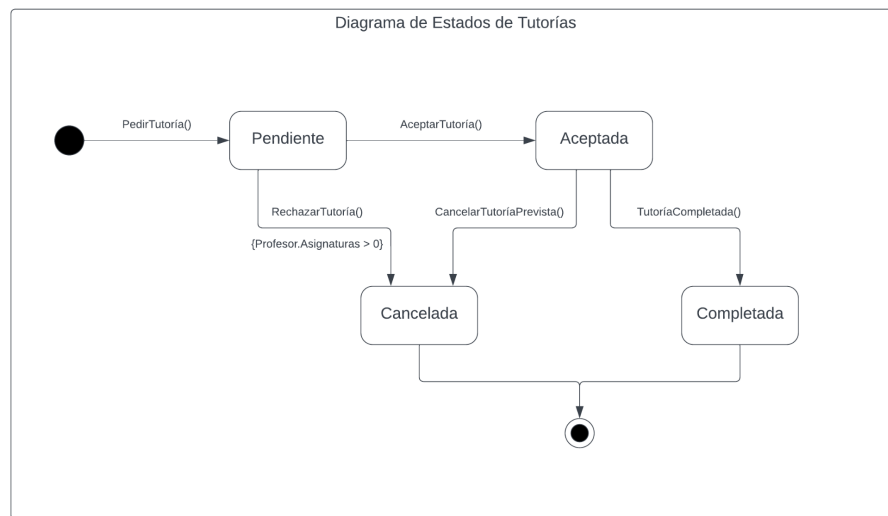 Diagrama de Estados de Tutorías
PedirTutoría()
Pendiente
AceptarTutoría()
Aceptada
RechazarTutoría()
{Profesor.Asignaturas > 0}
CancelarTutoríaPrevista()
TutoríaCompletada()
Cancelada
Completada